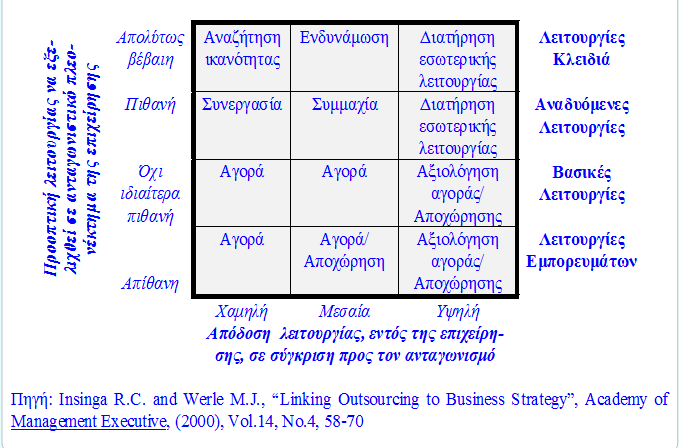 Προοπτική λειτουργίας να εξε-
λιχθεί σε ανταγωνιστικό πλεο-
νέκτημα της επιχείρησης
Απολύτως Αναζήτηση Ενδυνάμωση Διατήρηση Λειτουργίες
βέβαιη ικανότητας εσωτερικής Κλειδιά
λειτουργίας
Πιθανή Συνεργασία Συμμαχία Διατήρηση Αναδυόμενες
εσωτερικής Λειτουργίες
λειτουργίας
Όχι Αγορά Αγορά Αξιολόγηση Βασικές
ιδιαίτερα αγοράς/ Λειτουργίες
πιθανή Αποχώρησης
Αγορά Αγορά/ Αξιολόγηση Λειτουργίες
Αποχώρηση αγοράς/ Εμπορευμάτων
Απίθανη Αποχώρησης
Χαμηλή Μεσαία Υψηλή
Απόδοση λειτουργίας, εντός της επιχείρη-
σης, σε σύγκριση προς τον ανταγωνισμό
Πηγή: Insinga R.C. and Werle M.J., “Linking Outsourcing to Business Strategy”, Academy of
Management Executive, (2000), Vol.14, No.4, 58-70